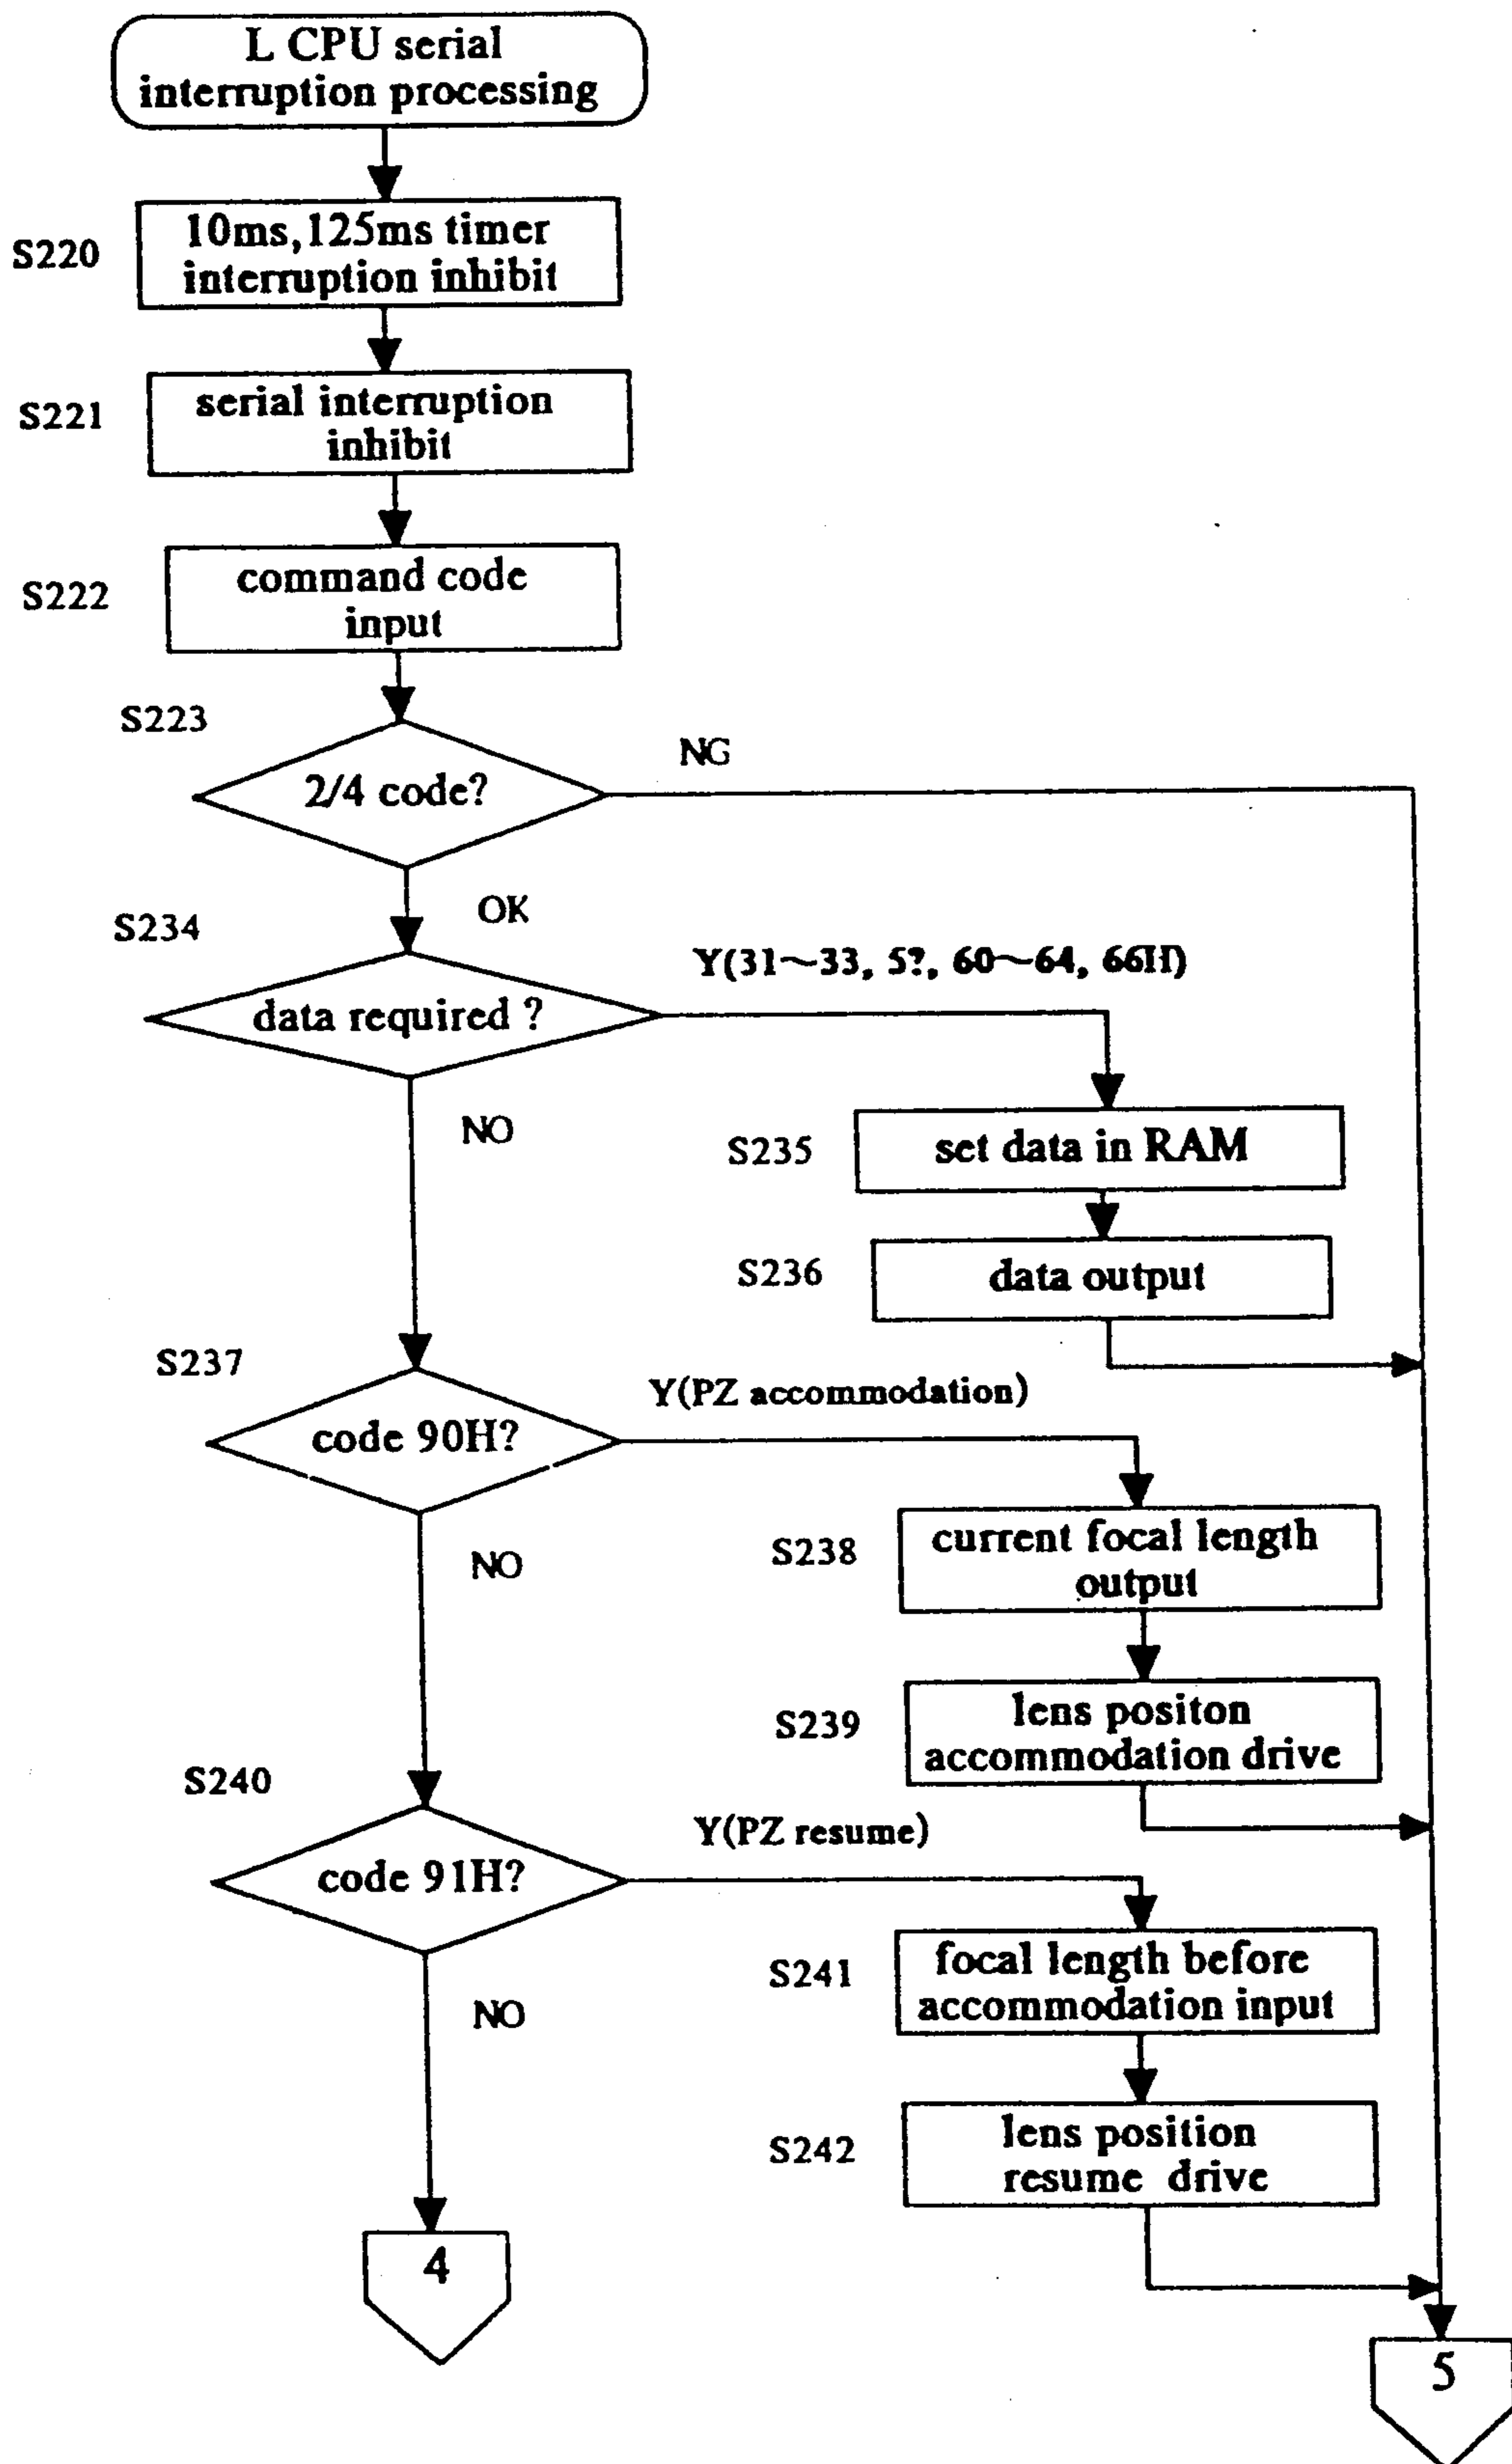 L CPU serial
interruption processing
S220
10ms,125ms timer
interruption inhibit
S221
serial interruption
inhibit
S222
command code
input
S223
2/4 code?
NG
OK
S234
data required ?
Y(31~33, 5?, 60~64, 66H)
NO
S235
set data in RAM
S236
data output
S237
code 90H?
Y(PZ accommodation)
NO
S238
current focal length
output
S239
lens positon
accommodation drive
S240
code 91H?
Y(PZ resume)
NO
S241
focal length before
accommodation input
S242
lens position
resume drive
4
5